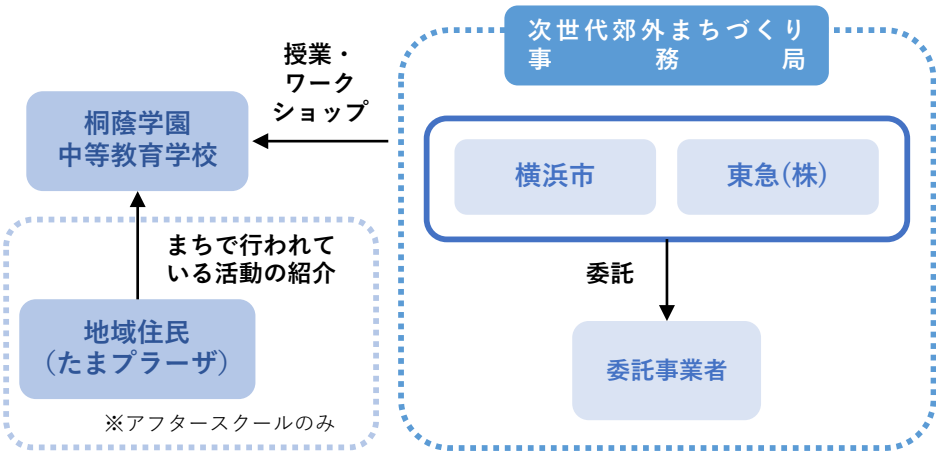 次世代郊外まちづくり
事務局
授業・
ワーク
ショップ
桐蔭学園
中等教育学校
横浜市
東急(株)
まちで行われて
いる活動の紹介
委託
地域住民
(たまプラーザ)
委託事業者
※アフタースクールのみ